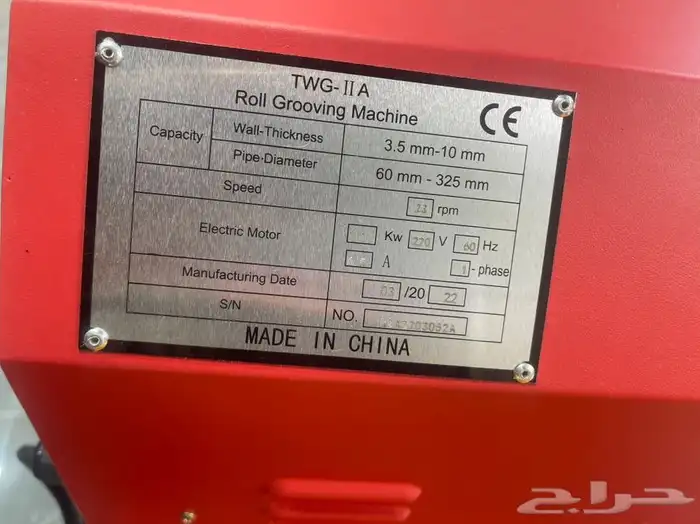 TWG-ⅡA
Roll Grooving Machine
CE
Capacity Wall-Thickness 3.5 mm-10 mm
Pipe-Diameter 60 mm - 325 mm
Speed rpm
Electric Motor Kw 220 V 60 Hz
A 1 - phase
Manufacturing Date 03 /20 22
S/N NO.
MADE IN CHINA
حراج